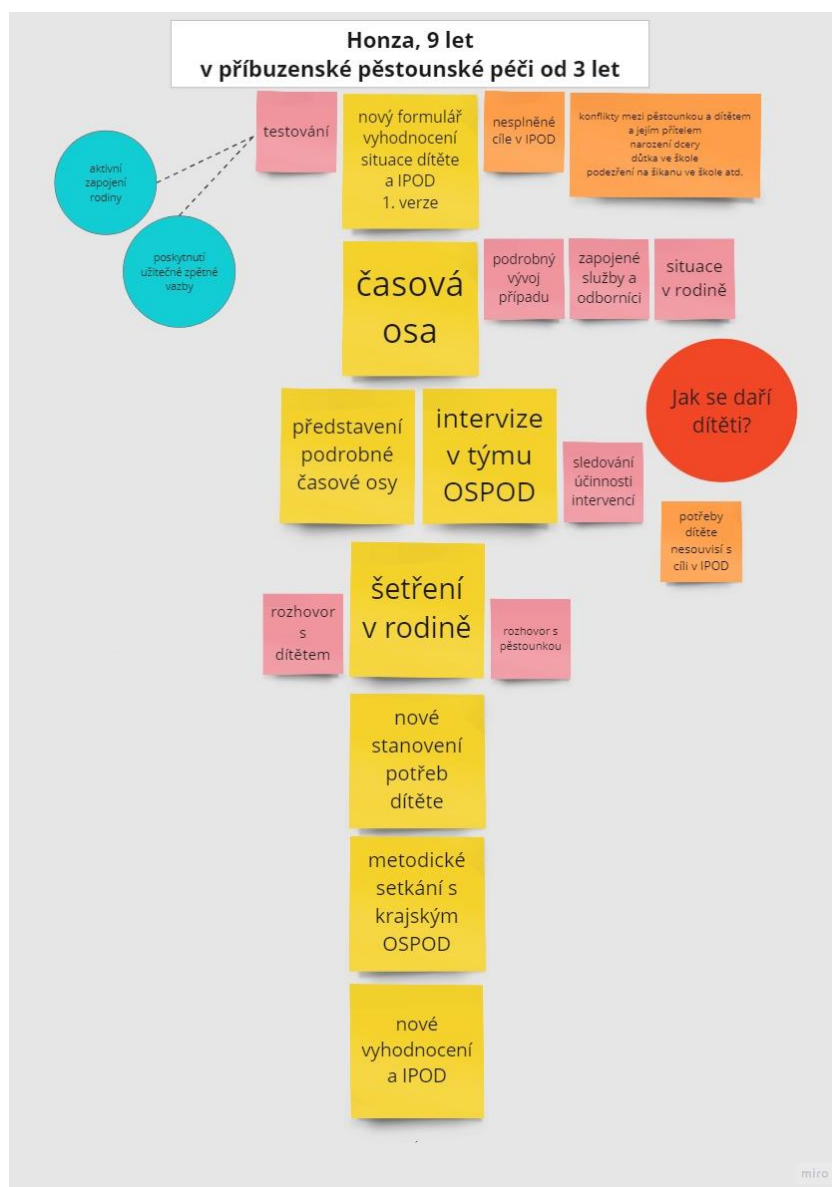 Honza, 9 let
v příbuzenské pěstounské péči od 3 let
testování
nový formulář
vyhodnocení
situace dítěte
a IPOD
1. verze
nesplněné
cíle v IPOD
konflikty mezi pěstounkou a dítětem
a jejím přítelem
narození dcery
důtka ve škole
podezření na šikanu ve škole atd.
aktivní
zapojení
rodiny
poskytnutí
užitečné zpětné
vazby
časová
osa
podrobný
vývoj
případu
zapojené
služby a
odborníci
situace
v rodině
Jak se daří
dítěti?
představení
podrobné
časové osy
intervize
v týmu
OSPOD
sledování
účinnosti
intervencí
potřeby
dítěte
nesouvisí s
cíli v IPOD
šetření
v rodině
rozhovor
s
dítětem
rozhovor s
pěstounkou
nové
stanovení
potřeb
dítěte
metodické
setkání s
krajským
OSPOD
nové
vyhodnocení
a IPOD
miro